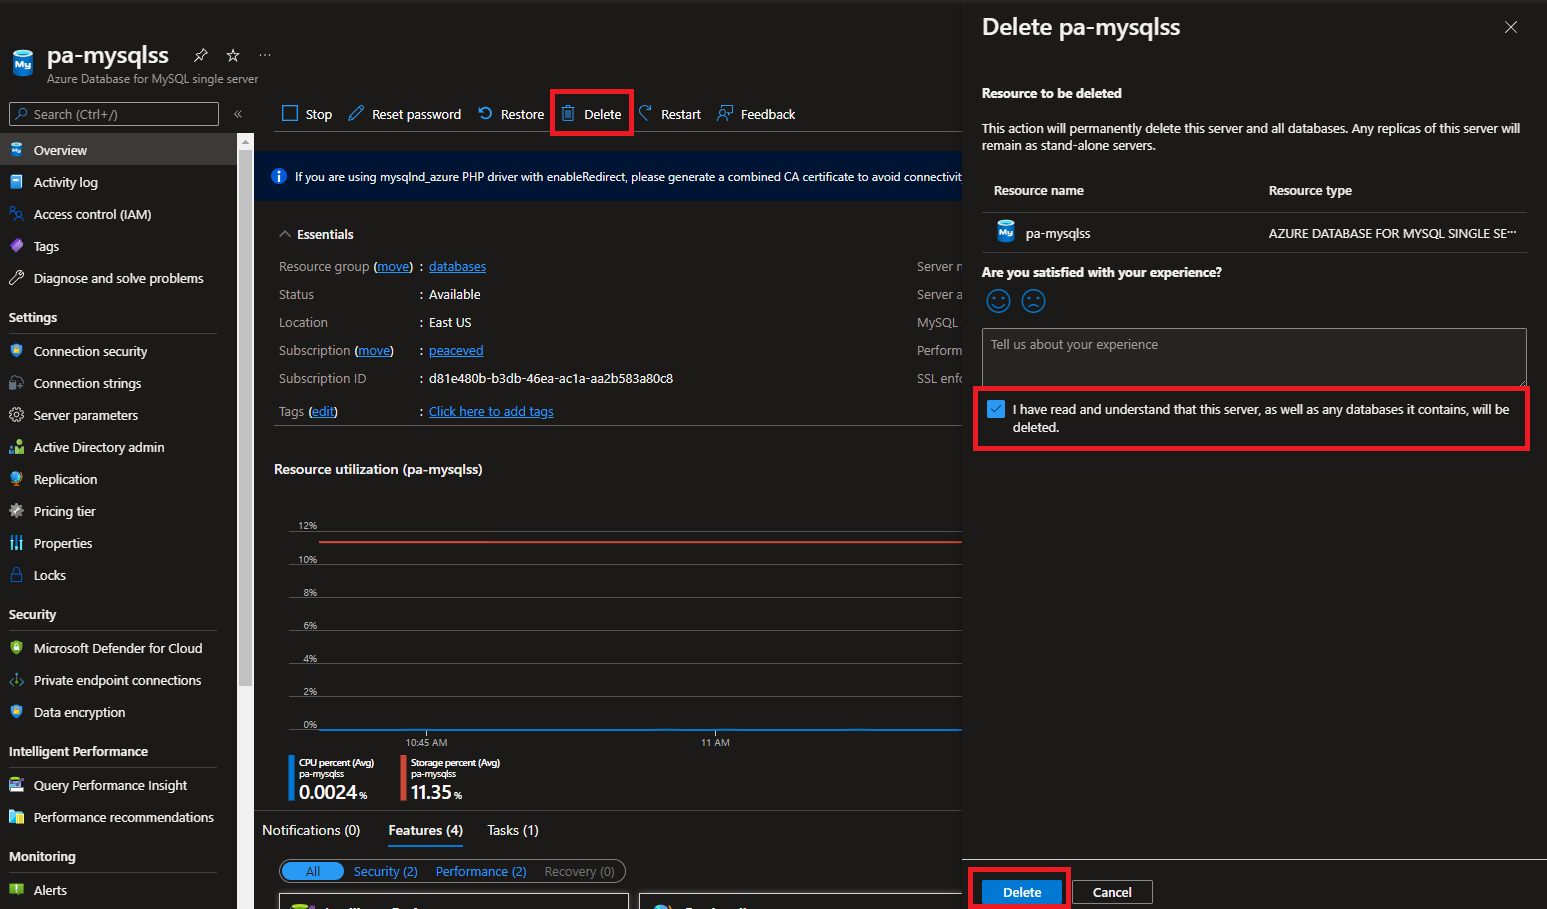 pa-mysqlss
Azure Database for MySQL single server
Search (Ctrl+/)
«
Overview
Activity log
Access control (IAM)
Tags
Diagnose and solve problems
Settings
Connection security
Connection strings
Server parameters
Active Directory admin
Replication
Pricing tier
Properties
Locks
Security
Microsoft Defender for Cloud
Private endpoint connections
Data encryption
Intelligent Performance
Query Performance Insight
Performance recommendations
Monitoring
Alerts
Stop Reset password Restore Delete Restart Feedback
If you are using mysqlnd_azure PHP driver with enableRedirect, please generate a combined CA certificate to avoid connectivit
Essentials
Resource group (move) : databases
Status : Available
Location : East US
Subscription (move) : peaceved
Subscription ID : d81e480b-b3db-46ea-ac1a-aa2b583a80c8
Tags (edit) : Click here to add tags
Server n
Server a
MySQL
Perform
SSL enfo
Resource utilization (pa-mysqlss)
12%
10%
8%
6%
4%
2%
0%
10:45 AM 11 AM
CPU percent (Avg)
pa-mysqlss
0.0024 %
Storage percent (Avg)
pa-mysqlss
11.35 %
Notifications (0) Features (4) Tasks (1)
All Security (2) Performance (2) Recovery (0)
Delete pa-mysqlss
Resource to be deleted
This action will permanently delete this server and all databases. Any replicas of this server will
remain as stand-alone servers.
Resource name Resource type
My pa-mysqlss AZURE DATABASE FOR MYSQL SINGLE SE···
Are you satisfied with your experience?
Tell us about your experience
I have read and understand that this server, as well as any databases it contains, will be
deleted.
Delete Cancel